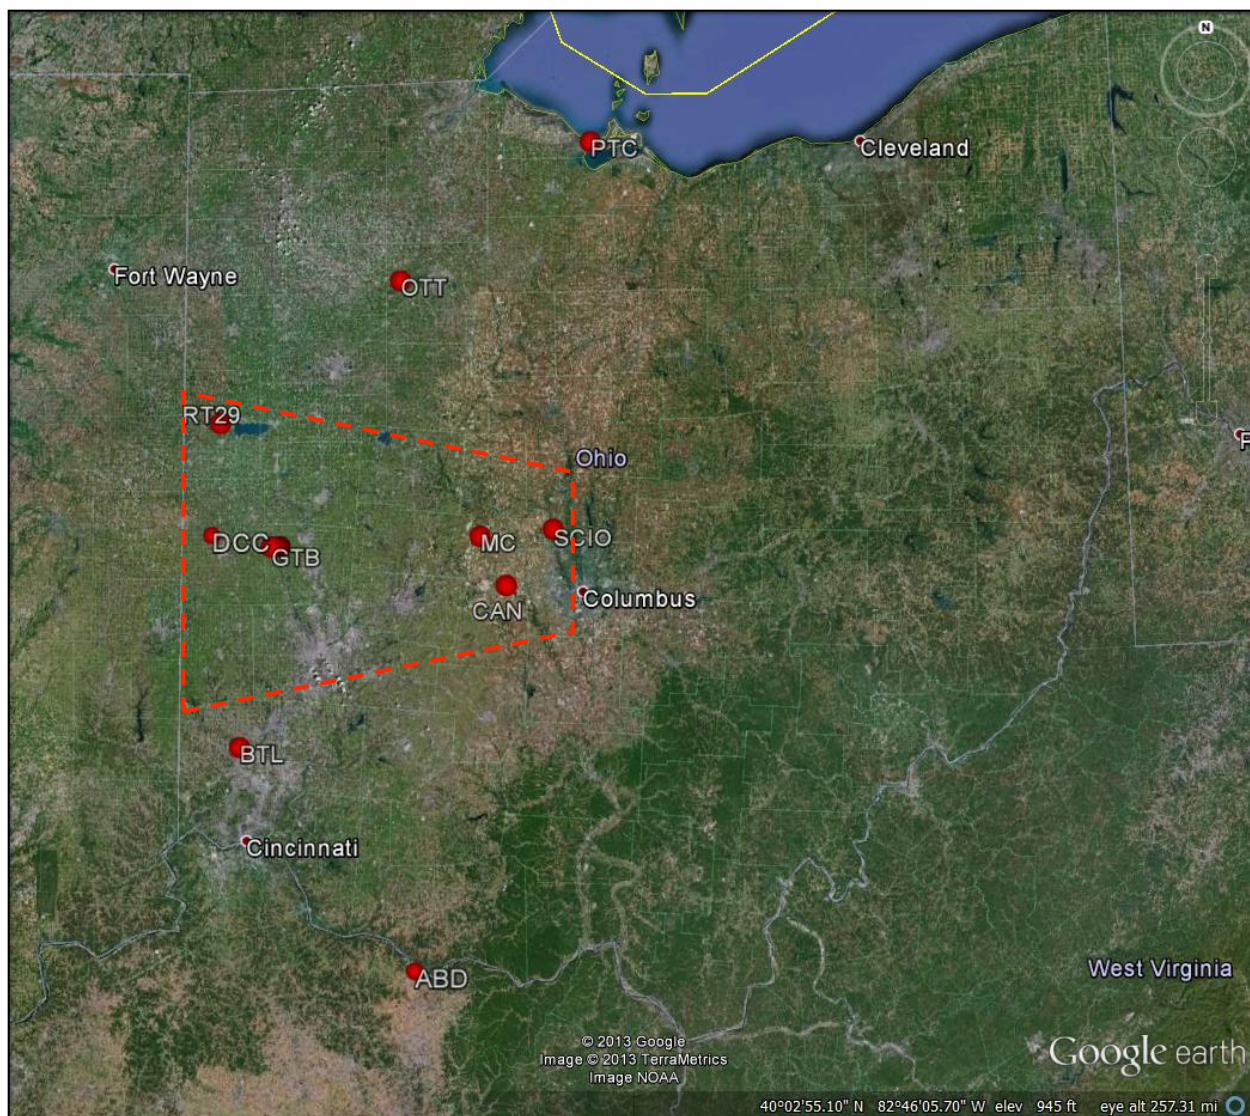 N
PTC
Cleveland
Fort Wayne
OTT
RT29
Ohio
P
DCC
GTB
MC
SCIO
CAN
Columbus
BTL
Cincinnati
ABD
West Virginia
© 2013 Google
Image © 2013 TerraMetrics
Image NOAA
Google earth
40°02'55.10" N 82°46'05.70" W elev 945 ft eye alt 257.31 mi